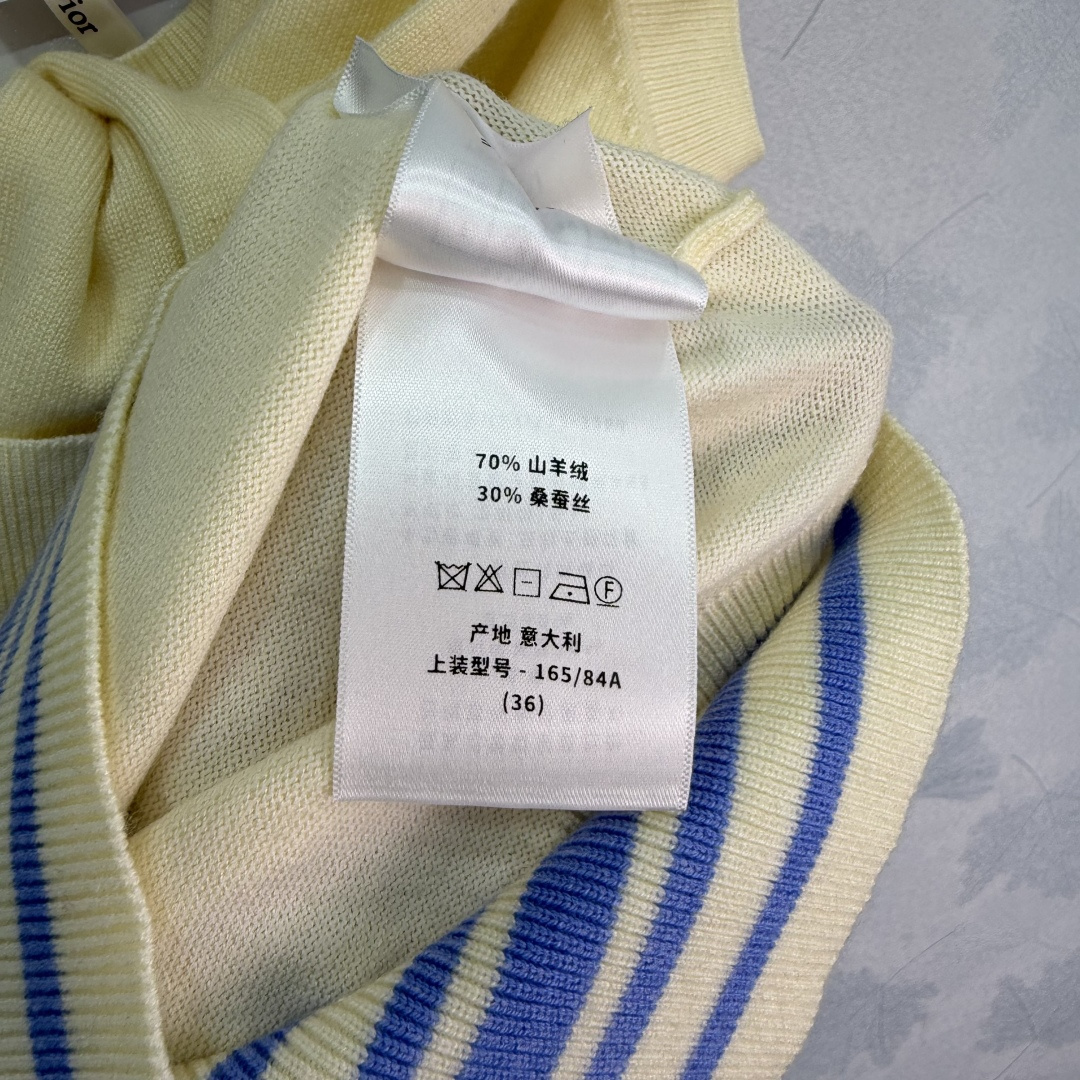 ior
70% 山羊绒
30% 桑蚕丝
F
产地 意大利
上装型号 - 165/84A
(36)